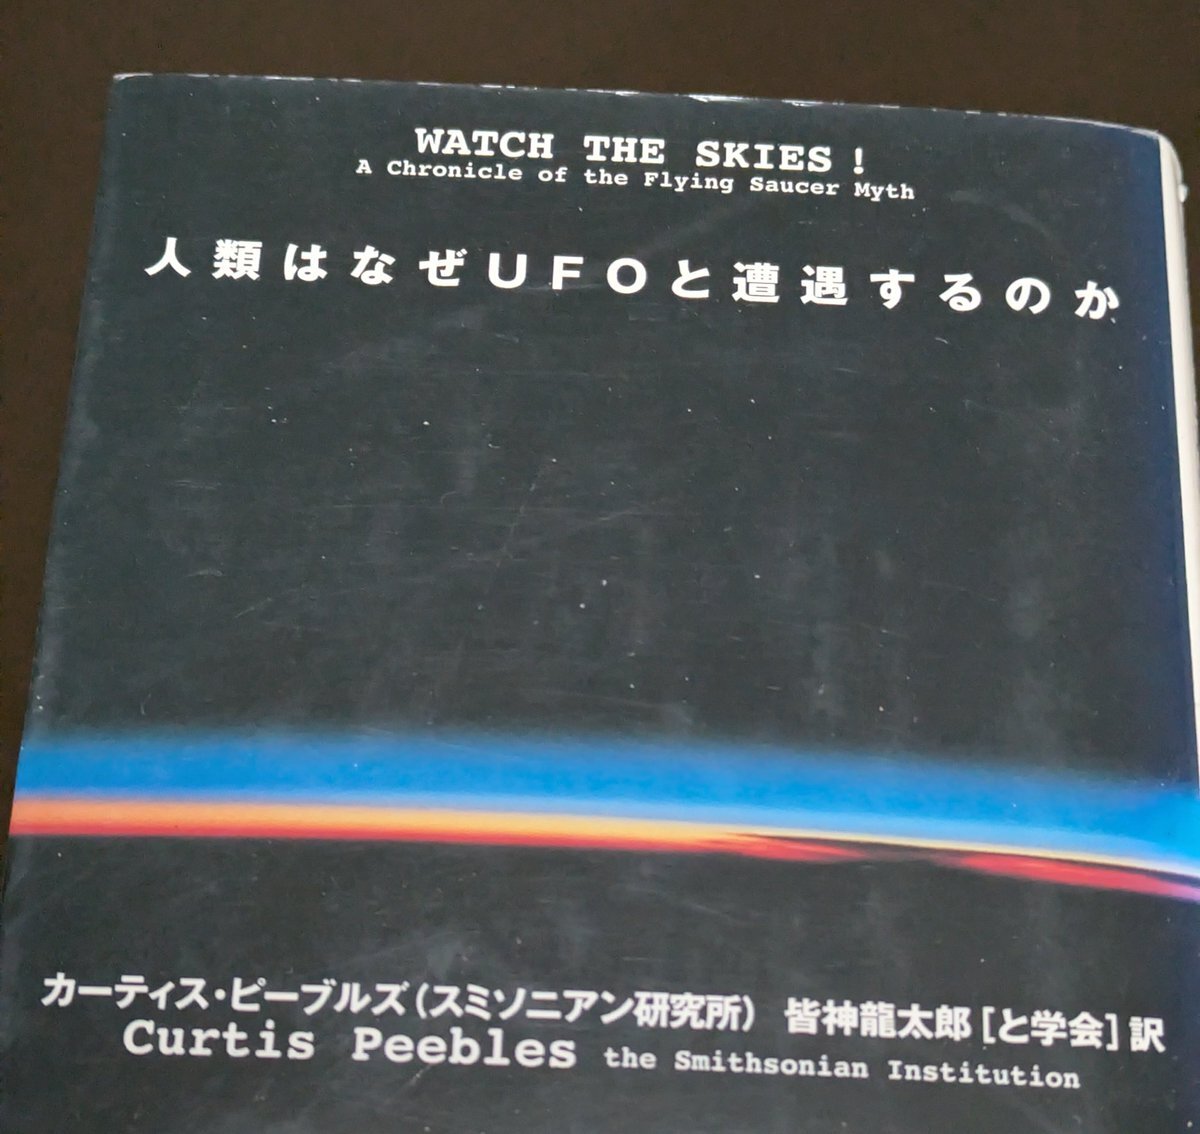 WATCH THE SKIES!
A Chronicle of the Flying Saucer Myth
人類はなぜUFOと遭遇するのか
カーティス・ピーブルズ(スミソニアン研究所) 皆神龍太郎[と学会]訳
Curtis Peebles the Smithsonian Institution